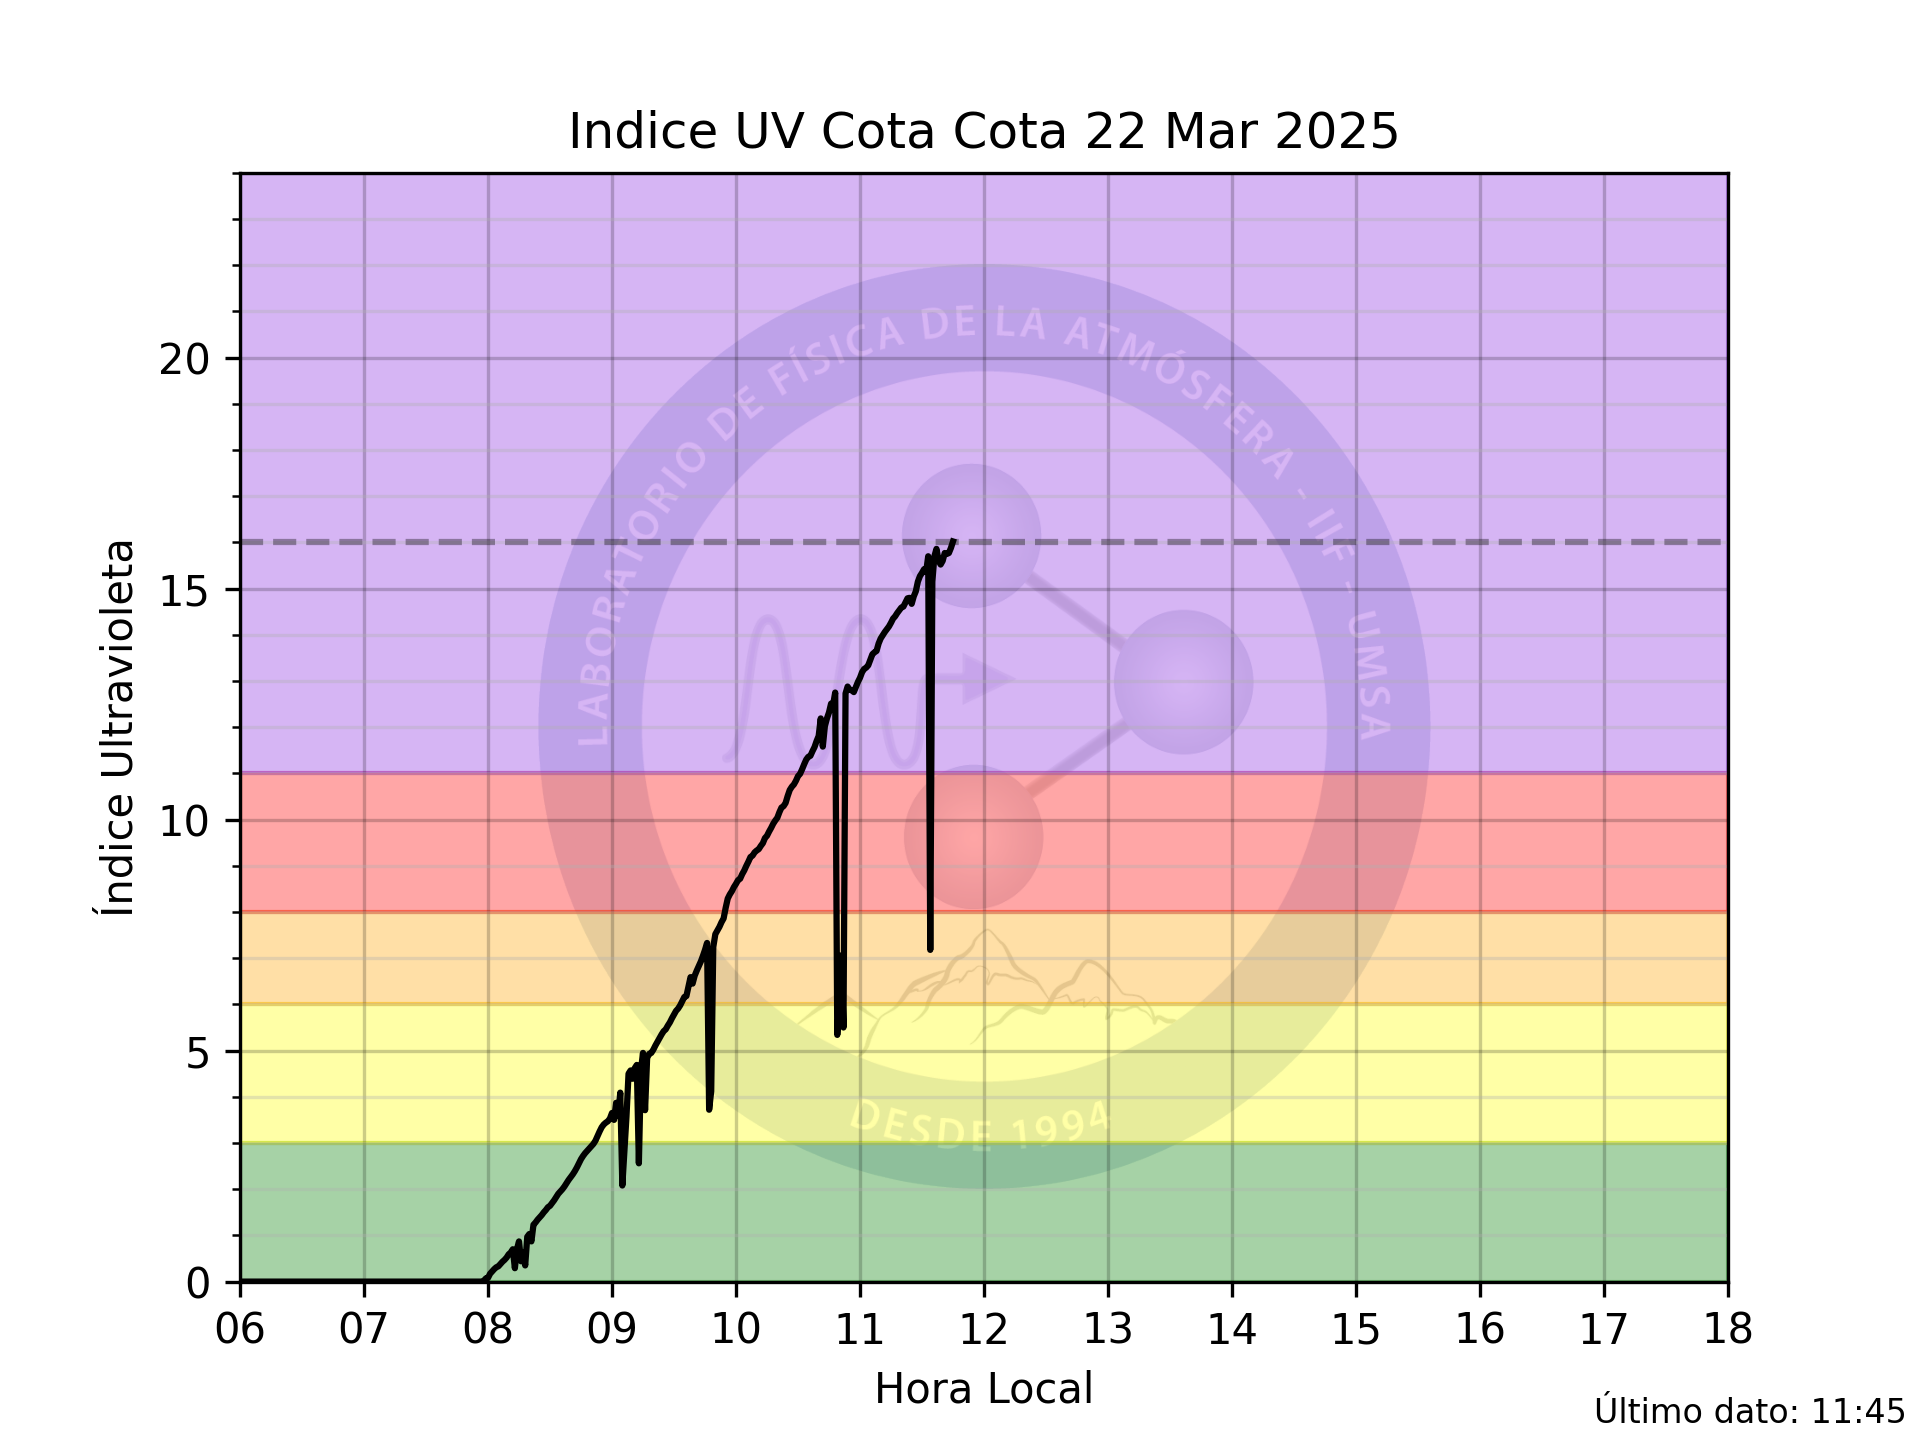 Indice UV Cota Cota 22 Mar 2025
Índice Ultravioleta
20
15
10
5
0
LABORATORIO DE FÍSICA DE LA ATMÓSFERA - IIF - UMSA
DESDE 1994
06 07 08 09 10 11 12 13 14 15 16 17 18
Hora Local
Último dato: 11:45